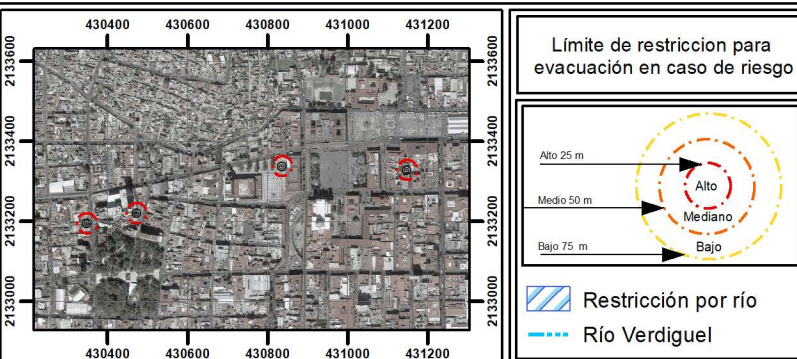 430400 430600 430800 431000 431200
2133600
2133400
2133200
2133000
2133600
2133400
2133200
2133000
430400 430600 430800 431000 431200
Límite de restriccion para
evacuación en caso de riesgo
Alto 25 m
Medio 50 m
Bajo 75 m
Alto
Mediano
Bajo
Restricción por río
Río Verdiguel